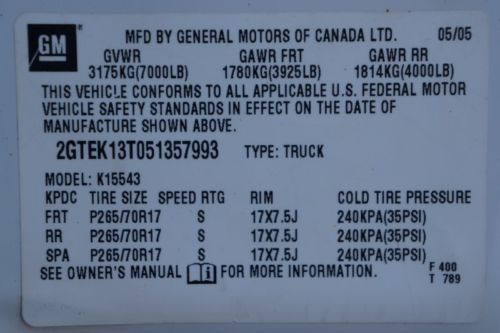 GM
MFD BY GENERAL MOTORS OF CANADA LTD. 05/05
GVWR GAWR FRT GAWR RR
3175KG(7000LB) 1780KG(3925LB) 1814KG(4000LB)
THIS VEHICLE CONFORMS TO ALL APPLICABLE U.S. FEDERAL MOTOR
VEHICLE SAFETY STANDARDS IN EFFECT ON THE DATE OF
MANUFACTURE SHOWN ABOVE.
2GTEK13T051357993 TYPE: TRUCK
MODEL: K15543
KPDC TIRE SIZE SPEED RTG RIM COLD TIRE PRESSURE
FRT P265/70R17 S 17X7.5J 240KPA(35PSI)
RR P265/70R17 S 17X7.5J 240KPA(35PSI)
SPA P265/70R17 S 17X7.5J 240KPA(35PSI)
SEE OWNER'S MANUAL FOR MORE INFORMATION. F 400
T 789